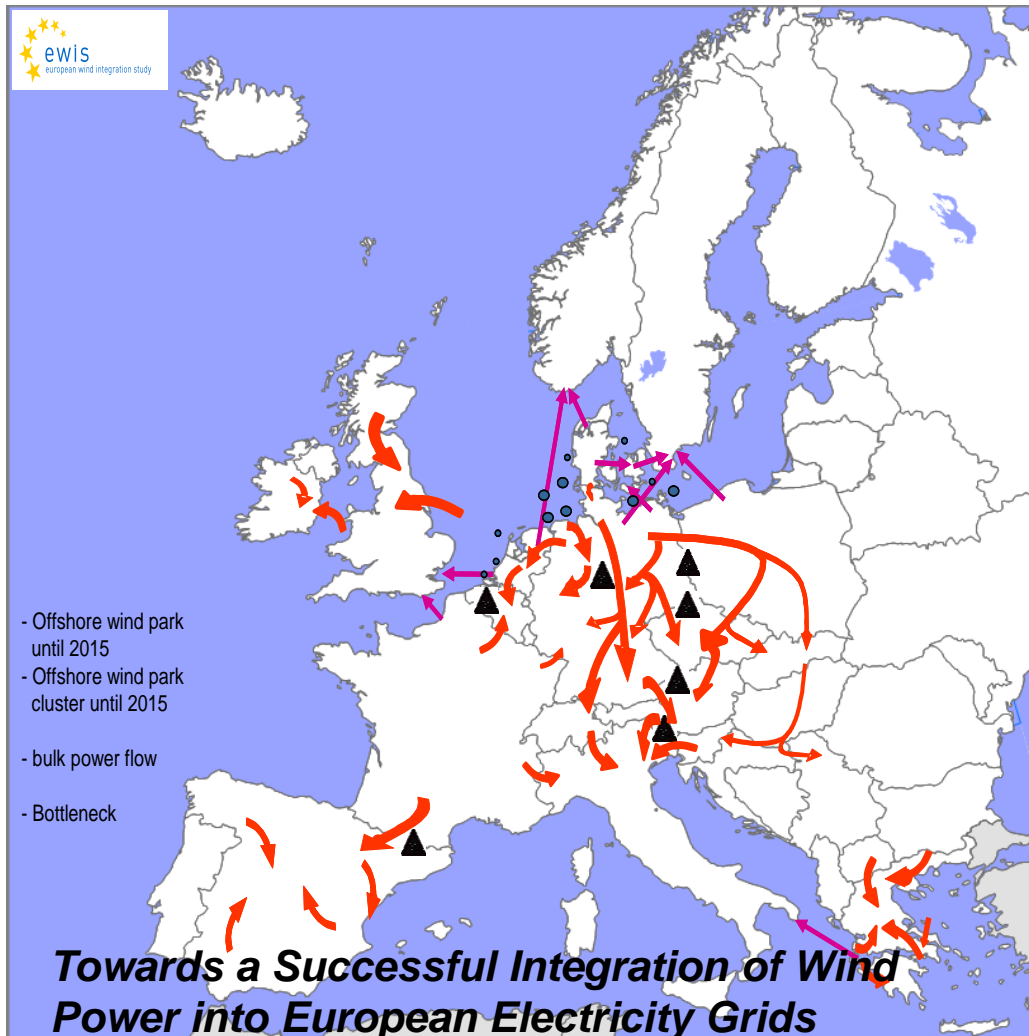 ewis
european wind integration study
- Offshore wind park
until 2015
- Offshore wind park
cluster until 2015
- bulk power flow
- Bottleneck
Towards a Successful Integration of Wind
Power into European Electricity Grids